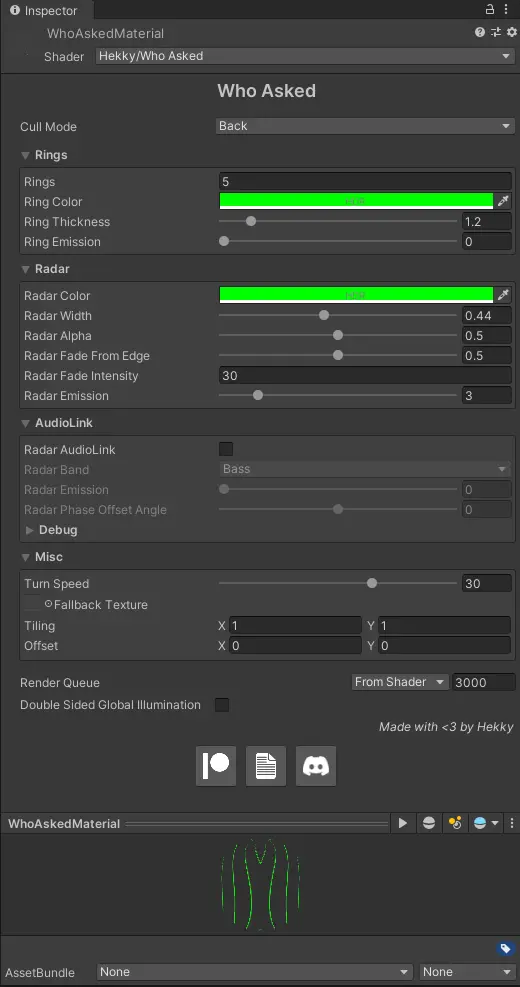 Inspector
WhoAskedMaterial
Shader Hekky/Who Asked
Who Asked
Cull Mode Back
Rings
Rings 5
Ring Color HDR
Ring Thickness 1.2
Ring Emission 0
Radar
Radar Color HDR
Radar Width 0.44
Radar Alpha 0.5
Radar Fade From Edge 0.5
Radar Fade Intensity 30
Radar Emission 3
AudioLink
Radar AudioLink
Radar Band Bass
Radar Emission 0
Radar Phase Offset Angle 0
Debug
Misc
Turn Speed 30
Fallback Texture
Tiling X 1 Y 1
Offset X 0 Y 0
Render Queue From Shader 3000
Double Sided Global Illumination
Made with <3 by Hekky
WhoAskedMaterial
AssetBundle None None